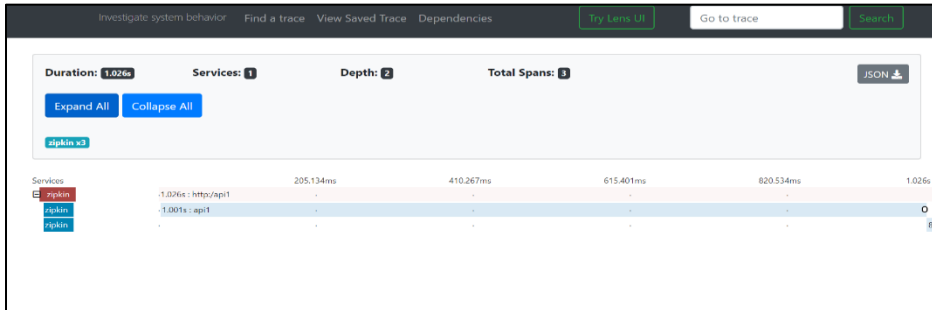 Investigate system behavior Find a trace View Saved Trace Dependencies Try Lens UI Go to trace Search
Duration: 1.026s Services: 1 Depth: 2 Total Spans: 3 JSON
Expand All Collapse All
zipkin x3
Services 205.134ms 410.267ms 615.401ms 820.534ms 1.026s
zipkin 1.026s : http:/api1
zipkin 1.001s : api1
zipkin